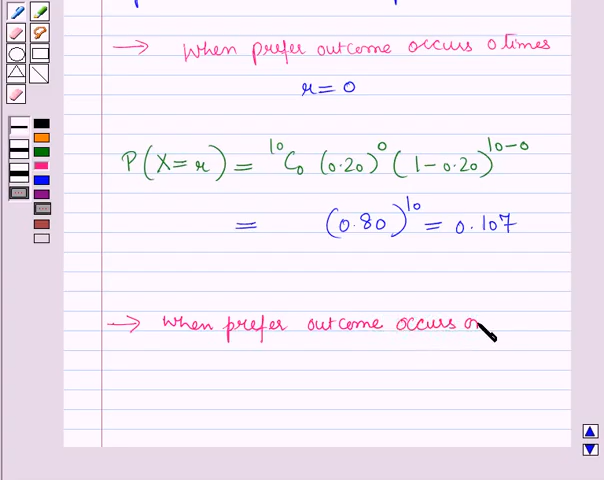 → When prefer outcome occurs 0 times
r = 0
P(X=r) = ¹⁰C₀ (0.20)⁰ (1-0.20)¹⁰⁻⁰
= (0.80)¹⁰ = 0.107
→ When prefer outcome occurs